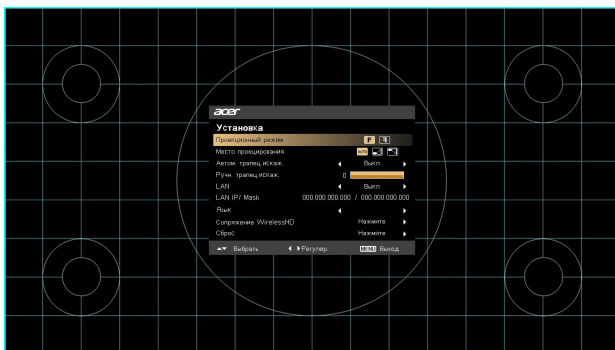 acer
Установка
Проекционный режим F
Место проецирования
Автом. трапец.искаж. Выкл
Ручн. трапец.искаж. 0
LAN Выкл
LAN IP/ Mask 000.000.000.000 / 000.000.000.000
Язык
Сопряжение WirelessHD Нажмите
Сброс Нажмите
Выбрать Регулир. MENU Выход